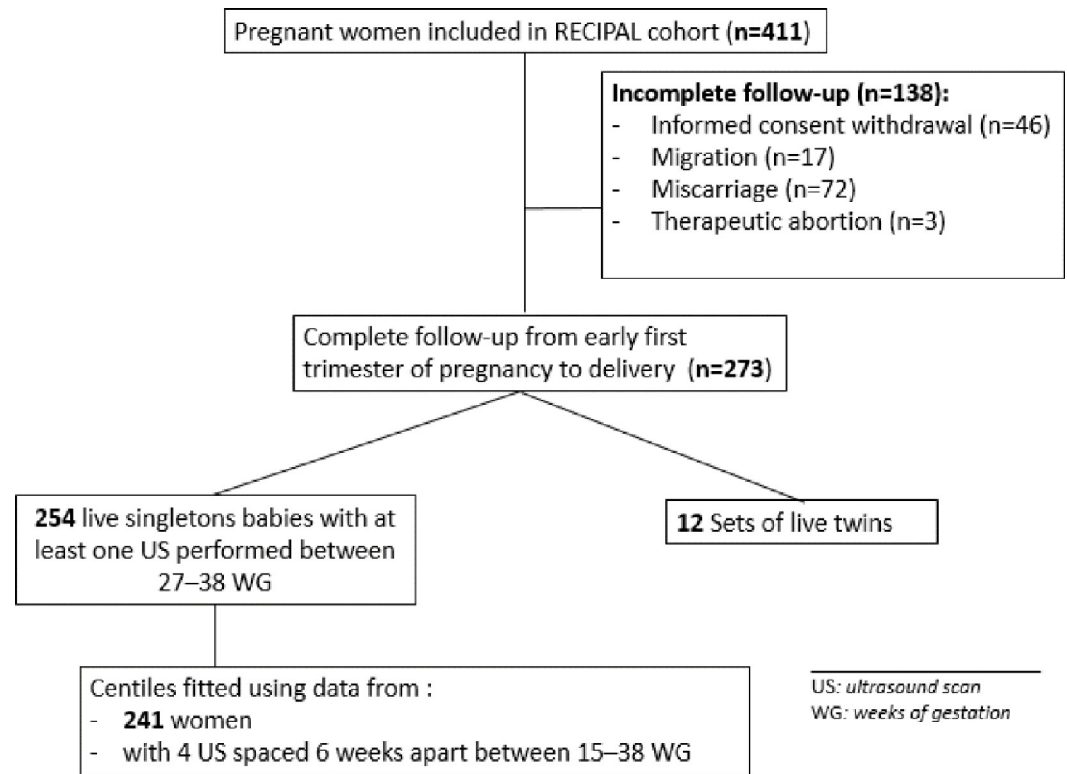 Pregnant women included in RECIPAL cohort (n=411)
Incomplete follow-up (n=138):
- Informed consent withdrawal (n=46)
- Migration (n=17)
- Miscarriage (n=72)
- Therapeutic abortion (n=3)
Complete follow-up from early first
trimester of pregnancy to delivery (n=273)
254 live singletons babies with at
least one US performed between
27–38 WG
12 Sets of live twins
Centiles fitted using data from :
- 241 women
- with 4 US spaced 6 weeks apart between 15–38 WG
US: ultrasound scan
WG: weeks of gestation